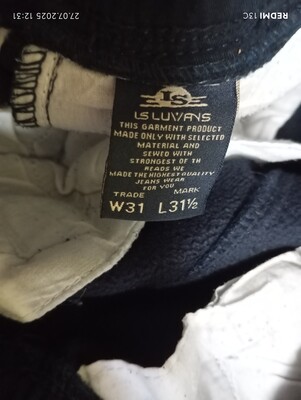 27.07.2025 12:31
REDMI 13C
LS
LS LUVANS
THIS GARMENT PRODUCT
MADE ONLY WITH SELECTED
MATERIAL AND
SEWED WITH
STRONGEST OF TH
READS WE
MADE THE HIGHEST QUALITY
JEANS WEAR
FOR YOU
TRADE MARK
W31 L31½